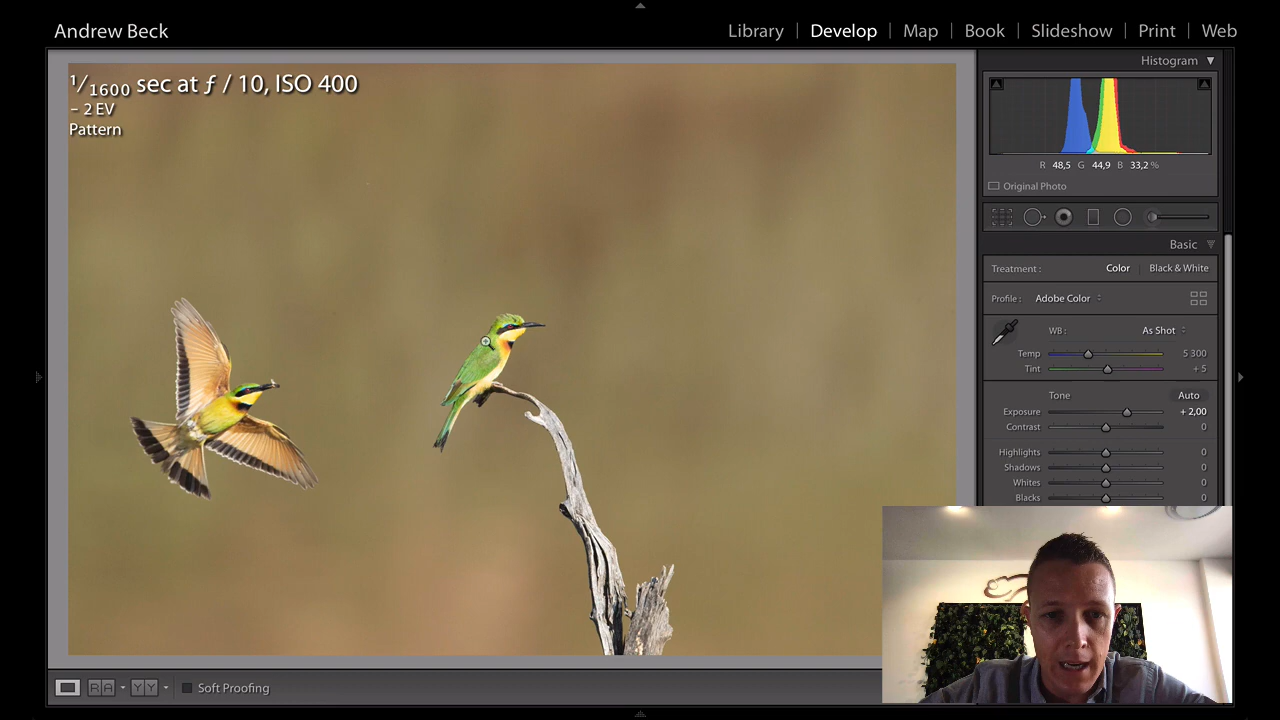 Andrew Beck
Library | Develop | Map | Book | Slideshow | Print | Web
1/1600 sec at ƒ / 10, ISO 400
- 2 EV
Pattern
Histogram
R 48,5 G 44,9 B 33,2 %
Original Photo
Basic
Treatment : Color | Black & White
Profile : Adobe Color
WB : As Shot
Temp 5 300
Tint + 5
Tone Auto
Exposure + 2,00
Contrast 0
Highlights 0
Shadows 0
Whites 0
Blacks 0
R A Y Y Soft Proofing